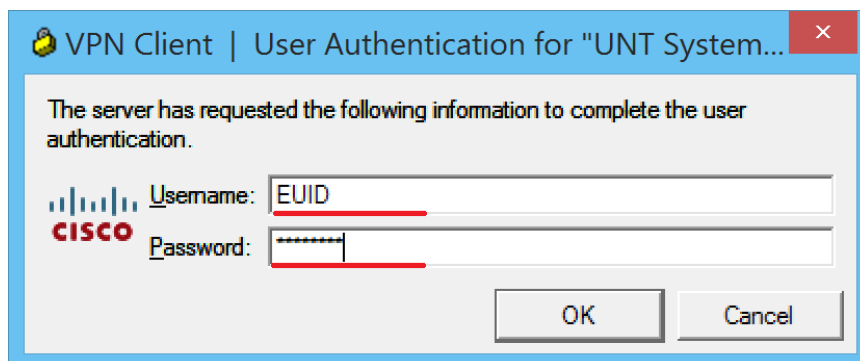 VPN Client | User Authentication for "UNT System...
The server has requested the following information to complete the user
authentication.
Username: EUID
CISCO
Password: ********
OK Cancel